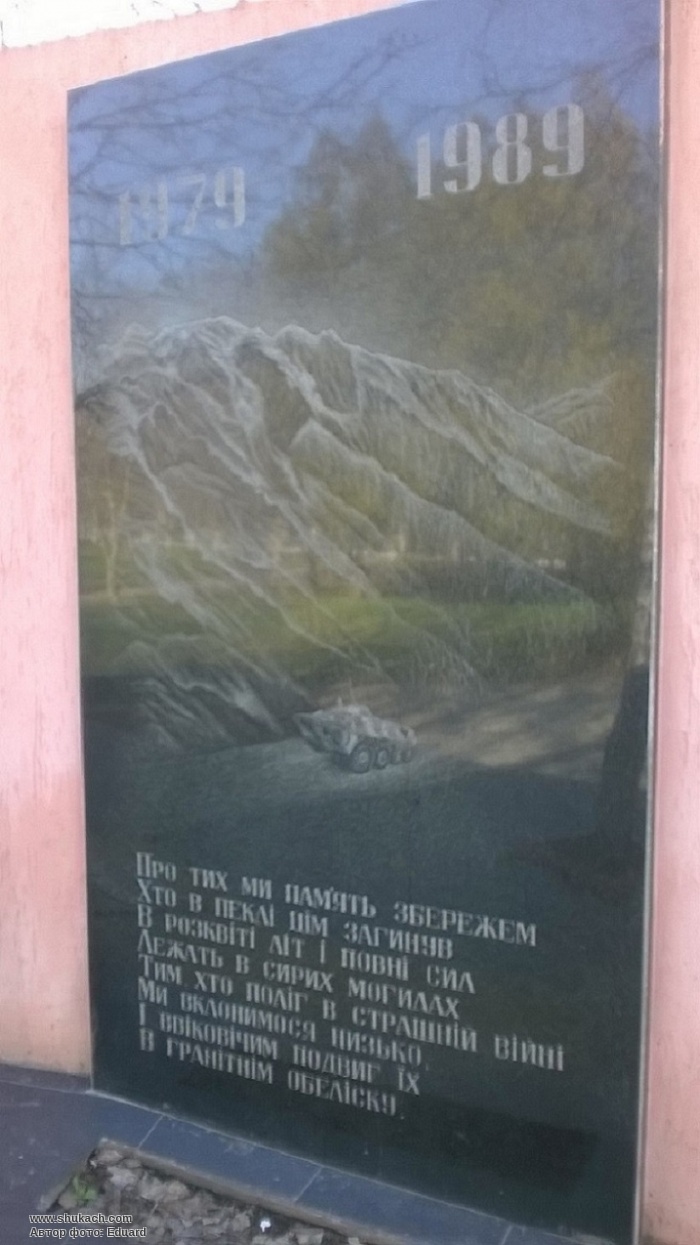 1979 1989
Про тих ми пам'ять збережем
Хто в пеклі цім загинув
В розквіті літ і повні сил
Лежать в сирих могилах
Тим, хто поліг в страшній війні
Ми вклонимося низько,
І ввіковічим подвиг їх
В гранітнім обеліску.
www.shukach.com
Автор фото: Eduard